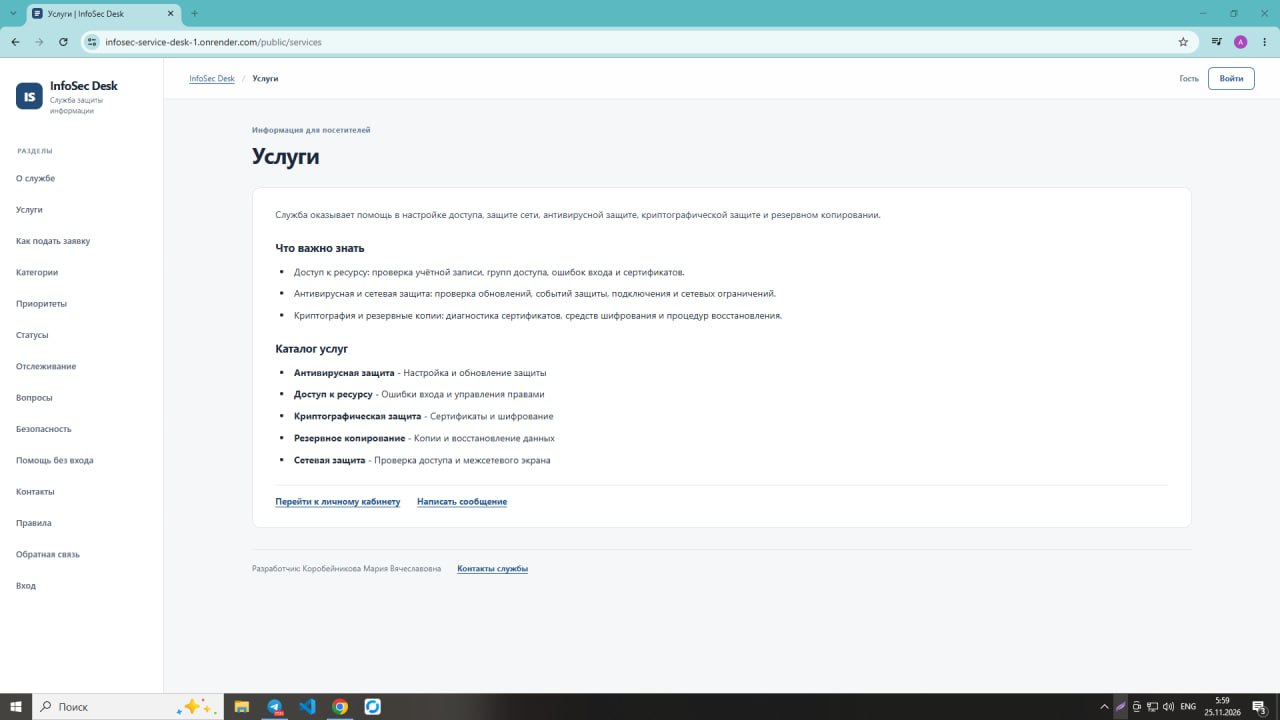 Услуги | InfoSec Desk
infosec-service-desk-1.onrender.com/public/services
A
IS
InfoSec Desk
Служба защиты
информации
InfoSec Desk / Услуги
Гость
Войти
РАЗДЕЛЫ
О службе
Услуги
Как подать заявку
Категории
Приоритеты
Статусы
Отслеживание
Вопросы
Безопасность
Помощь без входа
Контакты
Правила
Обратная связь
Вход
Информация для посетителей
Услуги
Служба оказывает помощь в настройке доступа, защите сети, антивирусной защите, криптографической защите и резервном копировании.
Что важно знать
Доступ к ресурсу: проверка учётной записи, групп доступа, ошибок входа и сертификатов.
Антивирусная и сетевая защита: проверка обновлений, событий защиты, подключения и сетевых ограничений.
Криптография и резервные копии: диагностика сертификатов, средств шифрования и процедур восстановления.
Каталог услуг
Антивирусная защита - Настройка и обновление защиты
Доступ к ресурсу - Ошибки входа и управления правами
Криптографическая защита - Сертификаты и шифрование
Резервное копирование - Копии и восстановление данных
Сетевая защита - Проверка доступа и межсетевого экрана
Перейти к личному кабинету Написать сообщение
Разработчик: Коробейникова Мария Вячеславовна Контакты службы
Поиск
ENG
5:59
25.11.2026